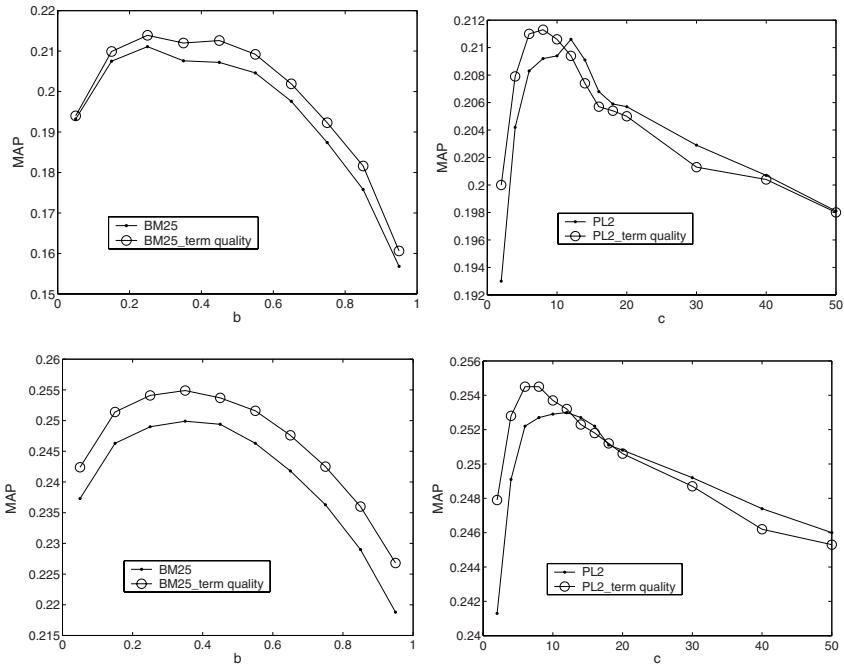 0.22
0.21
0.2
0.19
0.18
0.17
0.16
0.15
MAP
0 0.2 0.4 0.6 0.8 1
b
BM25
BM25_term quality
0.212
0.21
0.208
0.206
0.204
0.202
0.2
0.198
0.196
0.194
0.192
MAP
0 10 20 30 40 50
c
PL2
PL2_term quality
0.26
0.255
0.25
0.245
0.24
0.235
0.23
0.225
0.22
0.215
MAP
0 0.2 0.4 0.6 0.8 1
b
BM25
BM25_term quality
0.256
0.254
0.252
0.25
0.248
0.246
0.244
0.242
0.24
MAP
0 10 20 30 40 50
c
PL2
PL2_term quality